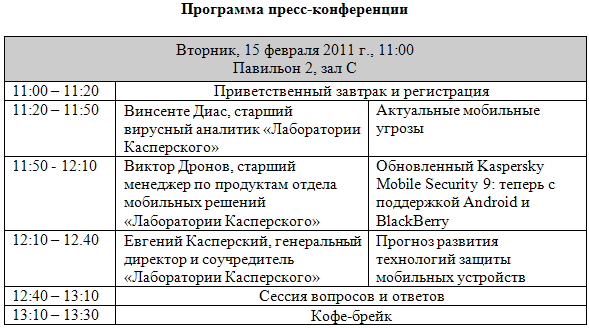 Программа пресс-конференции
Вторник, 15 февраля 2011 г., 11:00
Павильон 2, зал С
11:00 – 11:20
Приветственный завтрак и регистрация
11:20 – 11:50
Винсенте Диас, старший
вирусный аналитик «Лаборатории
Касперского»
Актуальные мобильные
угрозы
11:50 - 12:10
Виктор Дронов, старший
менеджер по продуктам отдела
мобильных решений
«Лаборатории Касперского»
Обновленный Kaspersky
Mobile Security 9: теперь с
поддержкой Android и
BlackBerry
12:10 – 12.40
Евгений Касперский, генеральный
директор и соучредитель
«Лаборатории Касперского»
Прогноз развития
технологий защиты
мобильных устройств
12:40 – 13:10
Сессия вопросов и ответов
13:10 – 13:30
Кофе-брейк